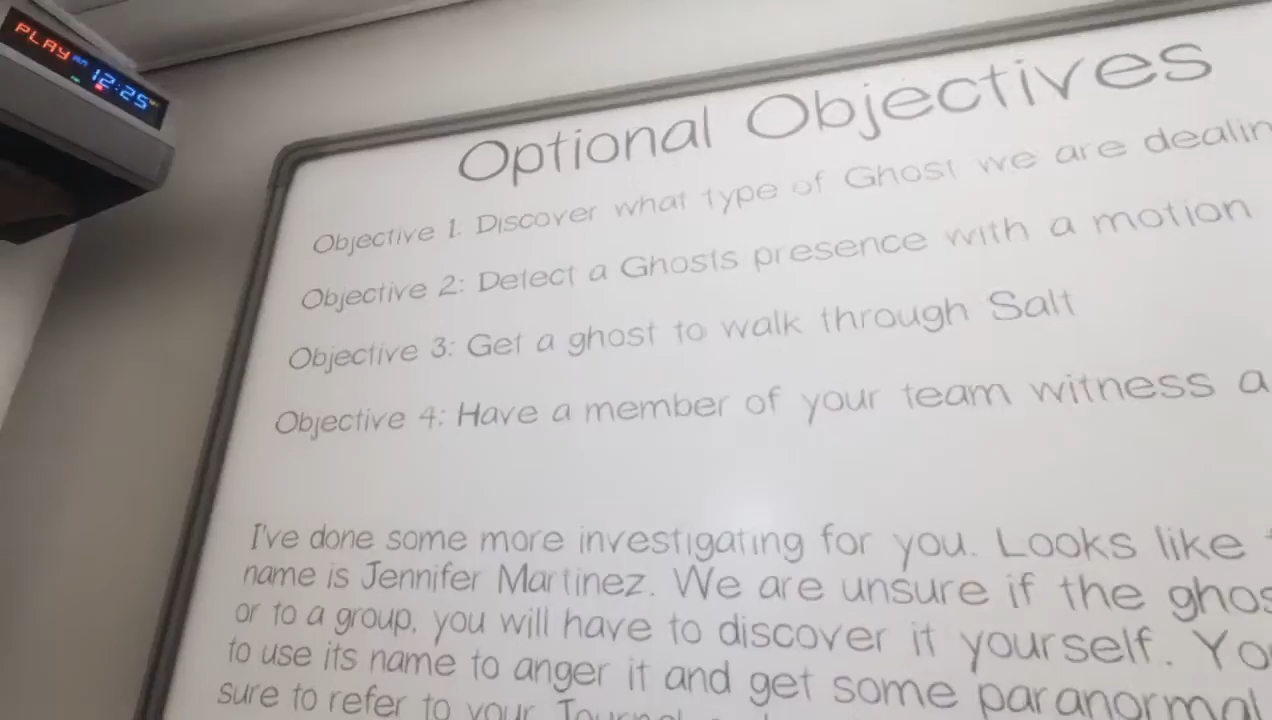 PLAY AM 12:25
Optional Objectives
Objective 1. Discover what type of Ghost we are
Objective 2: Detect a Ghosts presence with a motion
Objective 3: Get a ghost to walk through Salt
Objective 4: Have a member of your team witness a
I've done some more investigating for you. Looks like
name is Jennifer Martinez. We are unsure if the
or to a group, you will have to discover it yourself.
to use its name to anger it and get some paranormal
sure to refer to your Journal